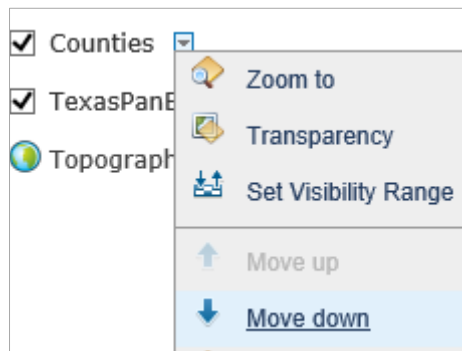 Counties
Zoom to
TexasPan
Transparency
Topograph
Set Visibility Range
Move up
Move down